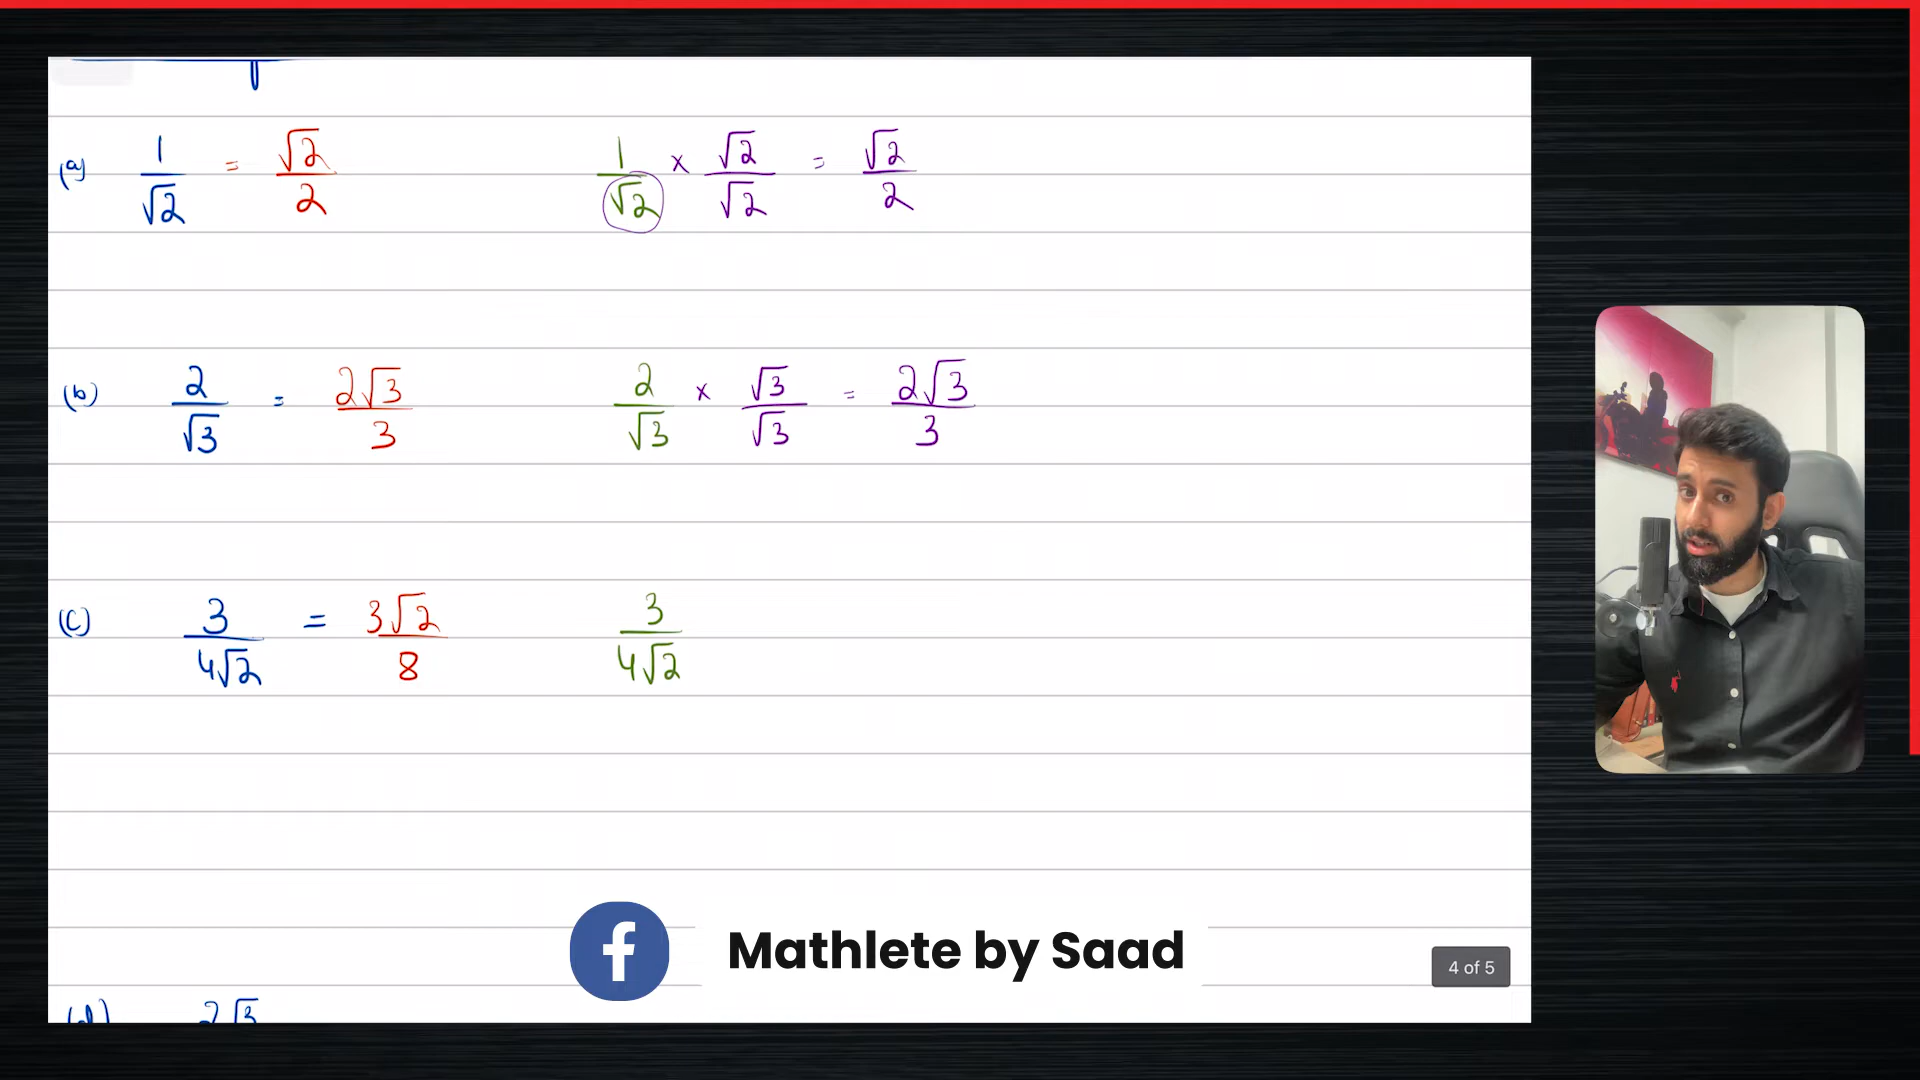 (a) 1/√2 = √2/2    1/√2 × √2/√2 = √2/2
(b) 2/√3 = 2√3/3    2/√3 × √3/√3 = 2√3/3
(c) 3/4√2 = 3√2/8    3/4√2
f Mathlete by Saad
4 of 5